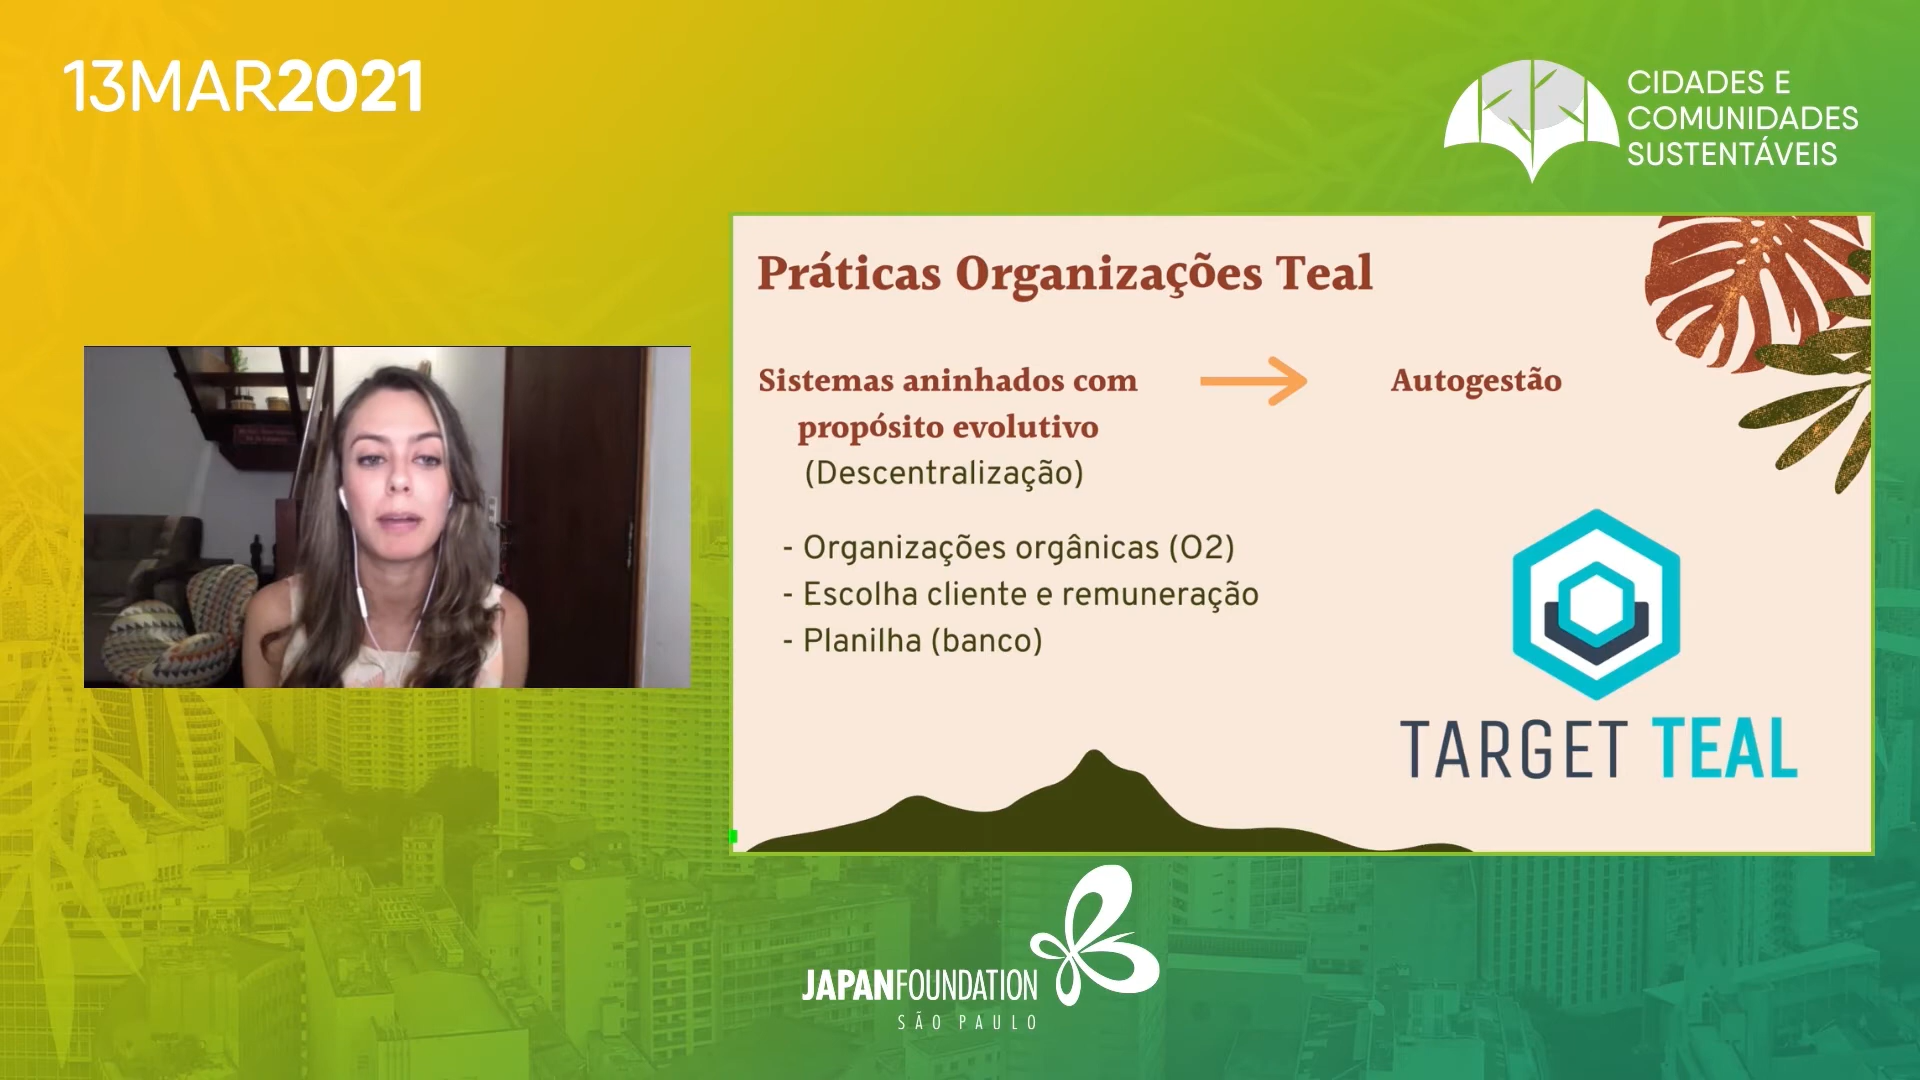 13MAR2021
CIDADES E
COMUNIDADES
SUSTENTÁVEIS
Práticas Organizações Teal
Sistemas aninhados com
propósito evolutivo
(Descentralização)
Autogestão
- Organizações orgânicas (O2)
- Escolha cliente e remuneração
- Planilha (banco)
TARGET TEAL
JAPANFOUNDATION
SÃO PAULO